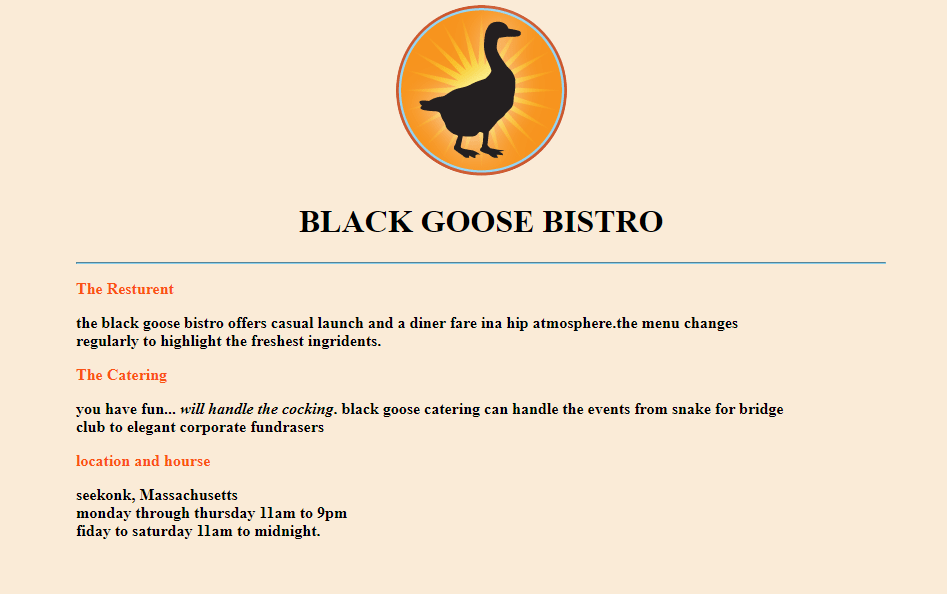 BLACK GOOSE BISTRO
The Resturent
the black goose bistro offers casual launch and a diner fare ina hip atmosphere.the menu changes
regularly to highlight the freshest ingridents.
The Catering
you have fun... will handle the cocking. black goose catering can handle the events from snake for bridge
club to elegant corporate fundrasers
location and hourse
seekonk, Massachusetts
monday through thursday 11am to 9pm
fiday to saturday 11am to midnight.